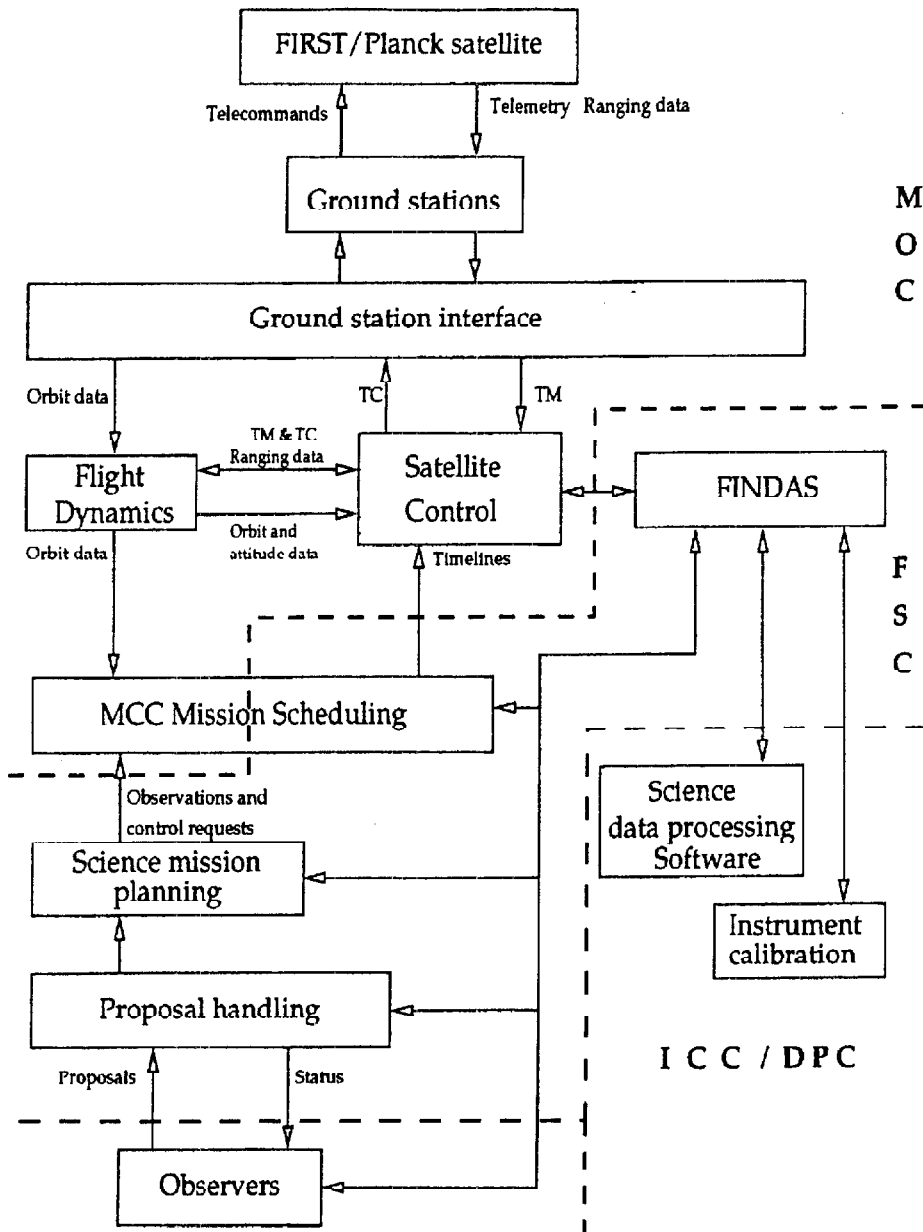 FIRST/Planck satellite
Telecommands
Telemetry Ranging data
Ground stations
M
O
C
Ground station interface
Orbit data
TC
TM
TM & TC
Ranging data
Flight
Dynamics
Satellite
Control
FINDAS
Orbit data
Orbit and
attitude data
Timelines
F
S
C
MCC Mission Scheduling
Observations and
control requests
Science
data processing
Software
Science mission
planning
Instrument
calibration
Proposal handling
I C C / D P C
Proposals
Status
Observers